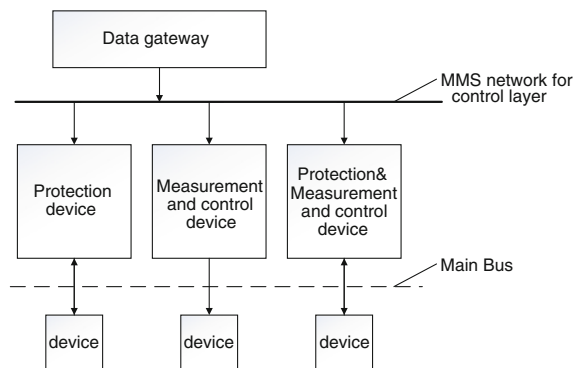 Data gateway
MMS network for
control layer
Protection
device
Measurement
and control
device
Protection&
Measurement
and control
device
Main Bus
device
device
device